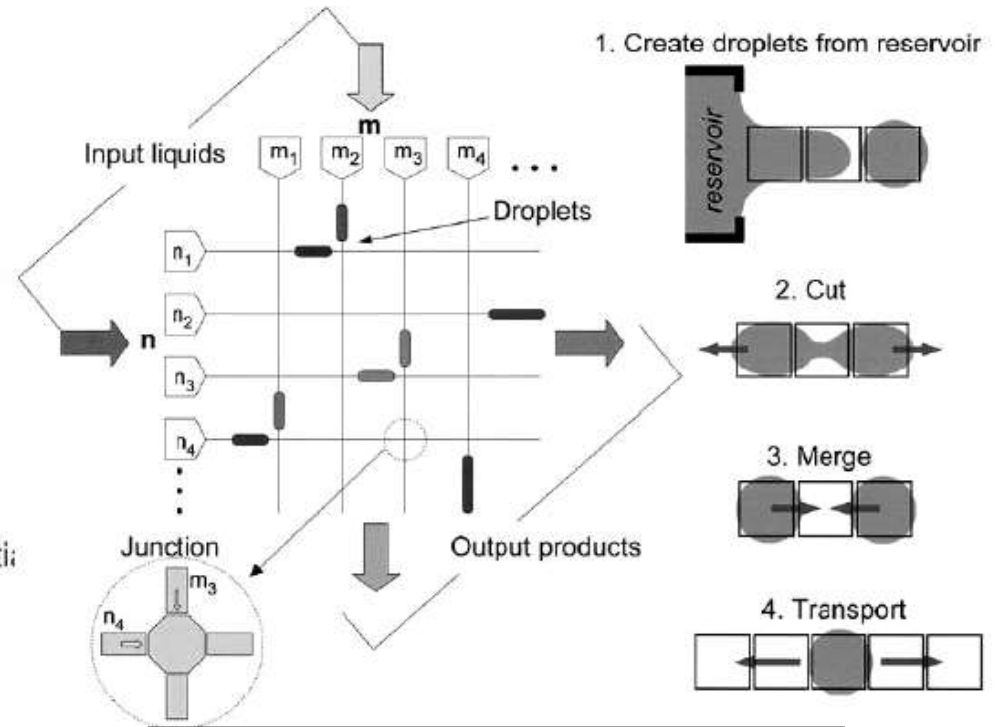 1. Create droplets from reservoir
reservoir
m
Input liquids
m1 m2 m3 m4 . . .
Droplets
n1
n2
n
n3
n4
2. Cut
3. Merge
Junction
Output products
m3
n4
4. Transport